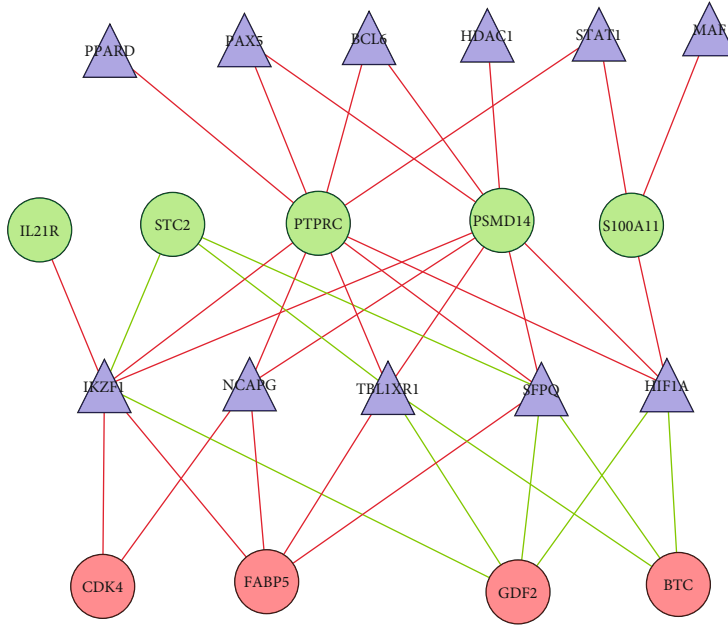 PPARD
PAX5
BCL6
HDAC1
STAT1
MAF
IL21R
STC2
PTPRC
PSMD14
S100A11
IKZF1
NCAPG
TBL1XR1
SFPQ
HIF1A
CDK4
FABP5
GDF2
BTC